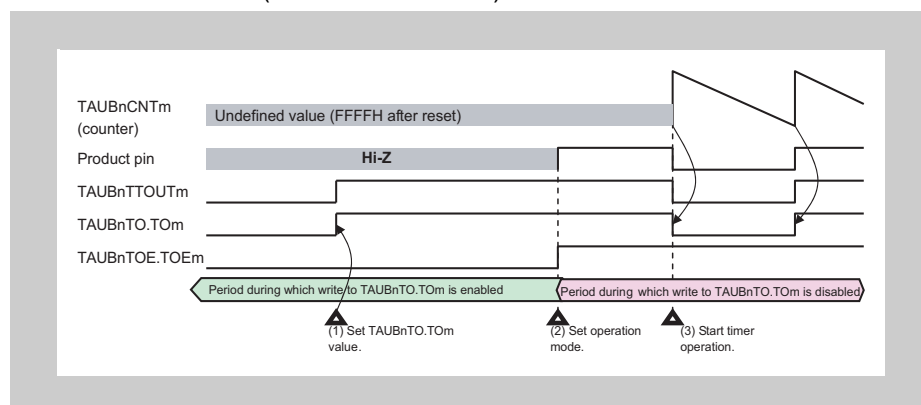 TAUBnCNTm
(counter)
Undefined value (FFFFH after reset)
Product pin
Hi-Z
TAUBnTTOUTm
TAUBnTO.TOm
TAUBnTOE.TOEm
Period during which write to TAUBnTO.TOm is enabled
Period during which write to TAUBnTO.TOm is disabled
(1) Set TAUBnTO.TOm
value.
(2) Set operation
mode.
(3) Start timer
operation.